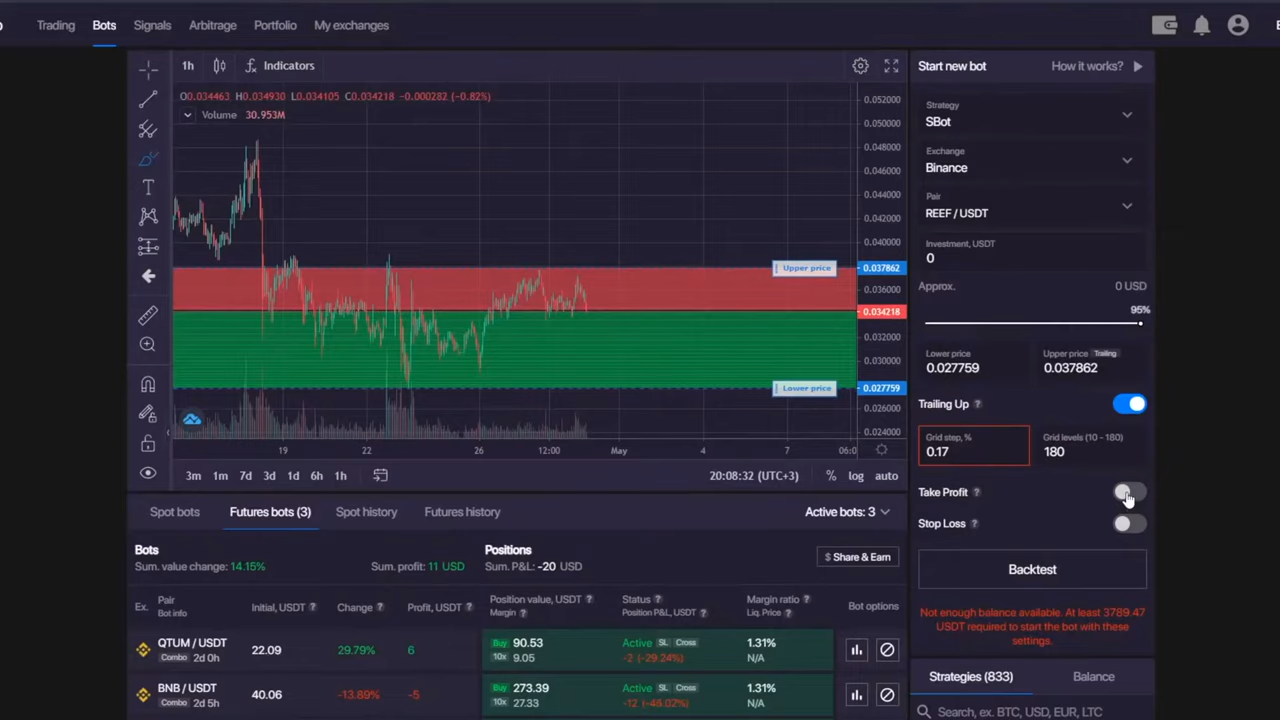 Trading Bots Signals Arbitrage Portfolio My exchanges
1h Indicators
O0.034463 H0.034930 L0.034105 C0.034218 -0.000282 (-0.82%)
Volume 30.953M
0.052000
0.050000
0.048000
0.046000
0.044000
0.042000
0.040000
Upper price 0.037862
0.036000
0.034218
0.032000
0.030000
Lower price 0.027759
0.026000
0.024000
19 22 26 12:00 May 4 7 06:0
3m 1m 7d 3d 1d 6h 1h 20:08:32 (UTC+3) % log auto
Start new bot How it works?
Strategy
SBot
Exchange
Binance
Pair
REEF / USDT
Investment, USDT
0
Approx. 0 USD
95%
Lower price Upper price Trailing
0.027759 0.037862
Trailing Up ?
Grid step, % Grid levels (10 - 180)
0.17 180
Take Profit ?
Stop Loss ?
Backtest
Not enough balance available. At least 3789.47
USDT required to start the bot with these
settings.
Strategies (833) Balance
Search, ex. BTC, USD, EUR, LTC
Spot bots Futures bots (3) Spot history Futures history Active bots: 3
Bots Positions
Sum. value change: 14.15% Sum. profit: 11 USD Sum. P&L: -20 USD
$ Share & Earn
Ex. Pair Initial, USDT ? Change ? Profit, USDT ? Position value, USDT ? Status ? Margin ratio ? Bot options
Bot info Margin ? Position P&L, USDT ? Liq. Price ?
QTUM / USDT 22.09 29.79% 6 Buy 90.53 Active SL Cross 1.31%
Combo 2d 0h 10x 9.05 -2 (-29.24%) N/A
BNB / USDT 40.06 -13.89% -5 Buy 273.39 Active SL Cross 1.31%
Combo 2d 5h 10x 27.33 -12 (-46.02%) N/A